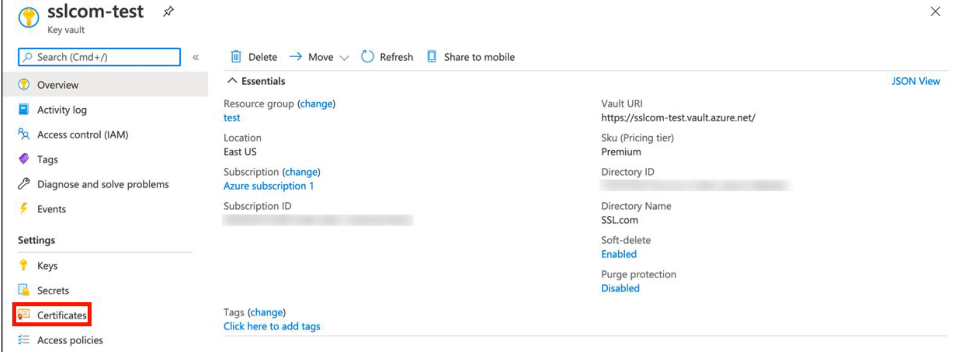 sslcom-test
Key vault
Search (Cmd+/)
«
Delete Move Refresh Share to mobile
Overview
Activity log
Access control (IAM)
Tags
Diagnose and solve problems
Events
Settings
Keys
Secrets
Certificates
Access policies
Essentials
JSON View
Resource group (change)
test
Location
East US
Subscription (change)
Azure subscription 1
Subscription ID
Vault URI
https://sslcom-test.vault.azure.net/
Sku (Pricing tier)
Premium
Directory ID
Directory Name
SSL.com
Soft-delete
Enabled
Purge protection
Disabled
Tags (change)
Click here to add tags